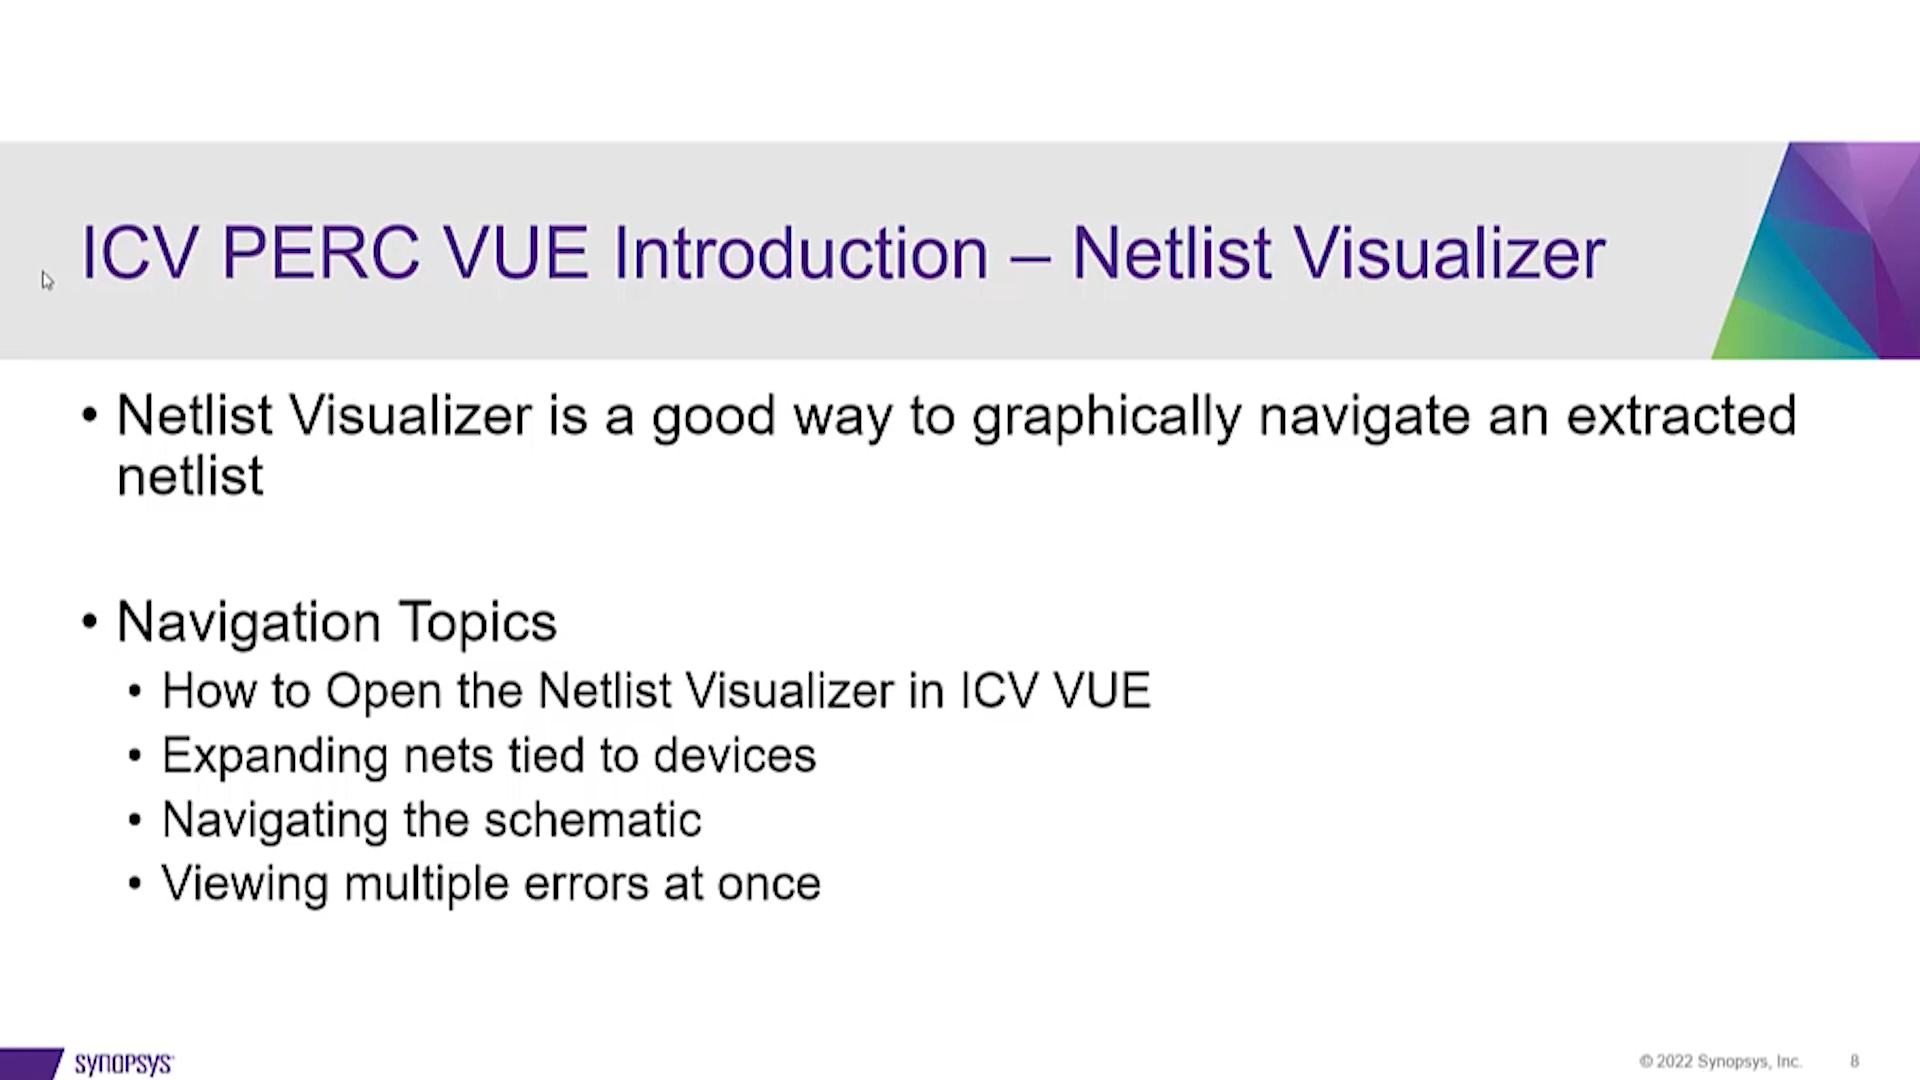 ICV PERC VUE Introduction – Netlist Visualizer
• Netlist Visualizer is a good way to graphically navigate an extracted
netlist
• Navigation Topics
• How to Open the Netlist Visualizer in ICV VUE
• Expanding nets tied to devices
• Navigating the schematic
• Viewing multiple errors at once
SYNOPSYS
© 2022 Synopsys, Inc. 8